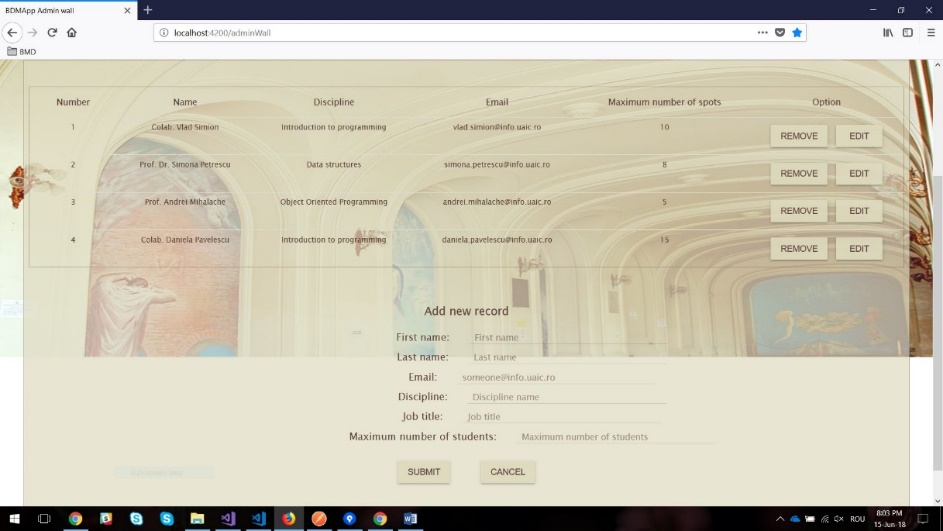 BDMApp Admin wall
localhost:4200/adminWall
BMD
Number Name Discipline Email Maximum number of spots Option
1 Colab. Vlad Simion Introduction to programming vlad.simion@info.uaic.ro 10 REMOVE EDIT
2 Prof. Dr. Simona Petrescu Data structures simona.petrescu@info.uaic.ro 8 REMOVE EDIT
3 Prof. Andrei Mihalache Object Oriented Programming andrei.mihalache@info.uaic.ro 5 REMOVE EDIT
4 Colab. Daniela Pavelescu Introduction to programming daniela.pavelescu@info.uaic.ro 15 REMOVE EDIT
Add new record
First name: First name
Last name: Last name
Email: someone@info.uaic.ro
Discipline: Discipline name
Job title: Job title
Maximum number of students: Maximum number of students
SUBMIT CANCEL
ROU 8:03 PM
15-Jun-18